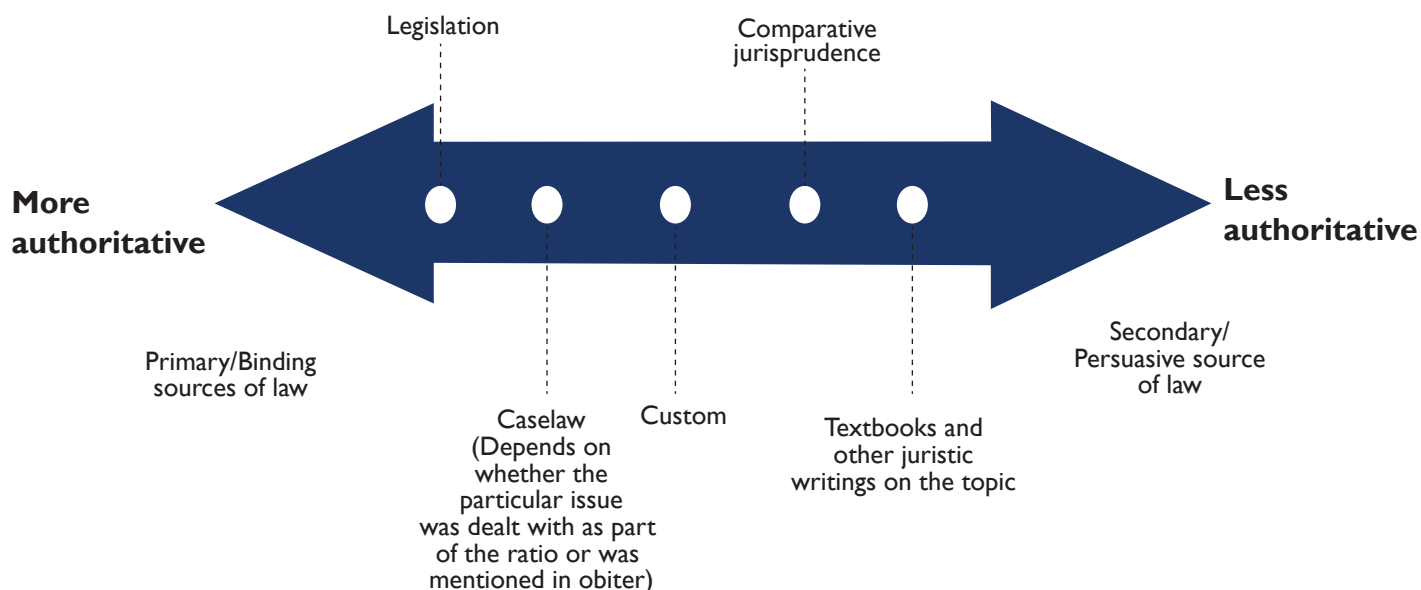 Legislation
Comparative
jurisprudence
More
authoritative
Less
authoritative
Primary/Binding
sources of law
Secondary/
Persuasive source
of law
Caselaw
(Depends on
whether the
particular issue
was dealt with as part
of the ratio or was
mentioned in obiter)
Custom
Textbooks and
other juristic
writings on the topic